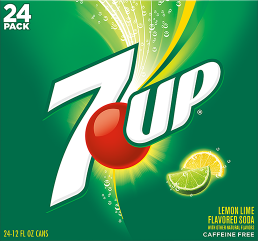 24
PACK
7UP®
LEMON LIME
FLAVORED SODA
WITH OTHER NATURAL FLAVORS
CAFFEINE FREE
24-12 FL OZ CANS